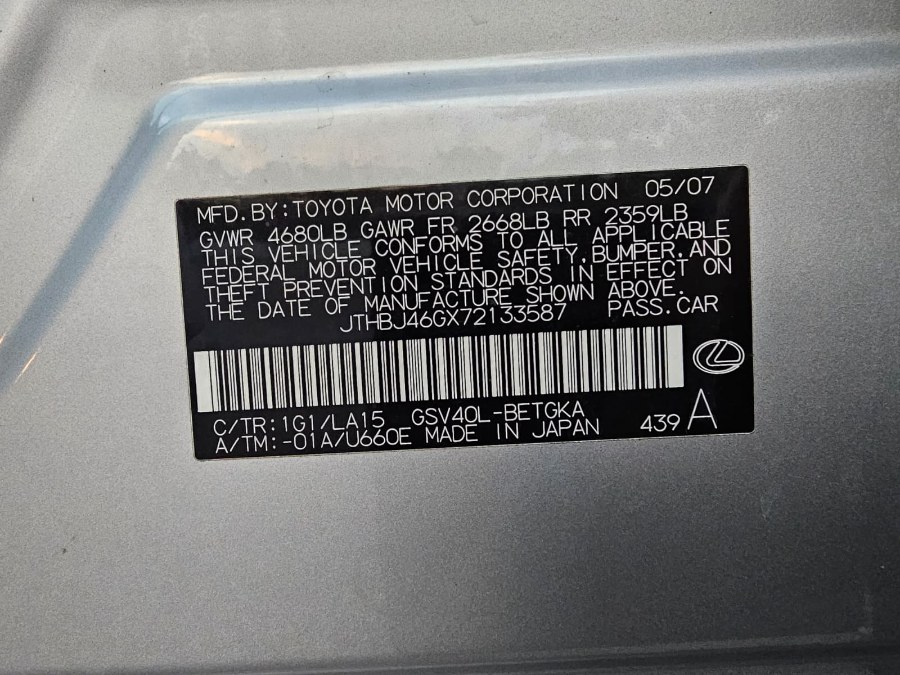 MFD.BY:TOYOTA MOTOR CORPORATION 05/07
GVWR 4680LB GAWR FR 2668LB RR 2359LB
THIS VEHICLE CONFORMS TO ALL APPLICABLE
FEDERAL MOTOR VEHICLE SAFETY,BUMPER,AND
THEFT PREVENTION STANDARDS IN EFFECT ON
THE DATE OF MANUFACTURE SHOWN ABOVE.
JTHBJ46GX72133587 PASS.CAR
C/TR:1G1/LA15 GSV40L-BETGKA
A/TM:-01A/U660E MADE IN JAPAN 439 A